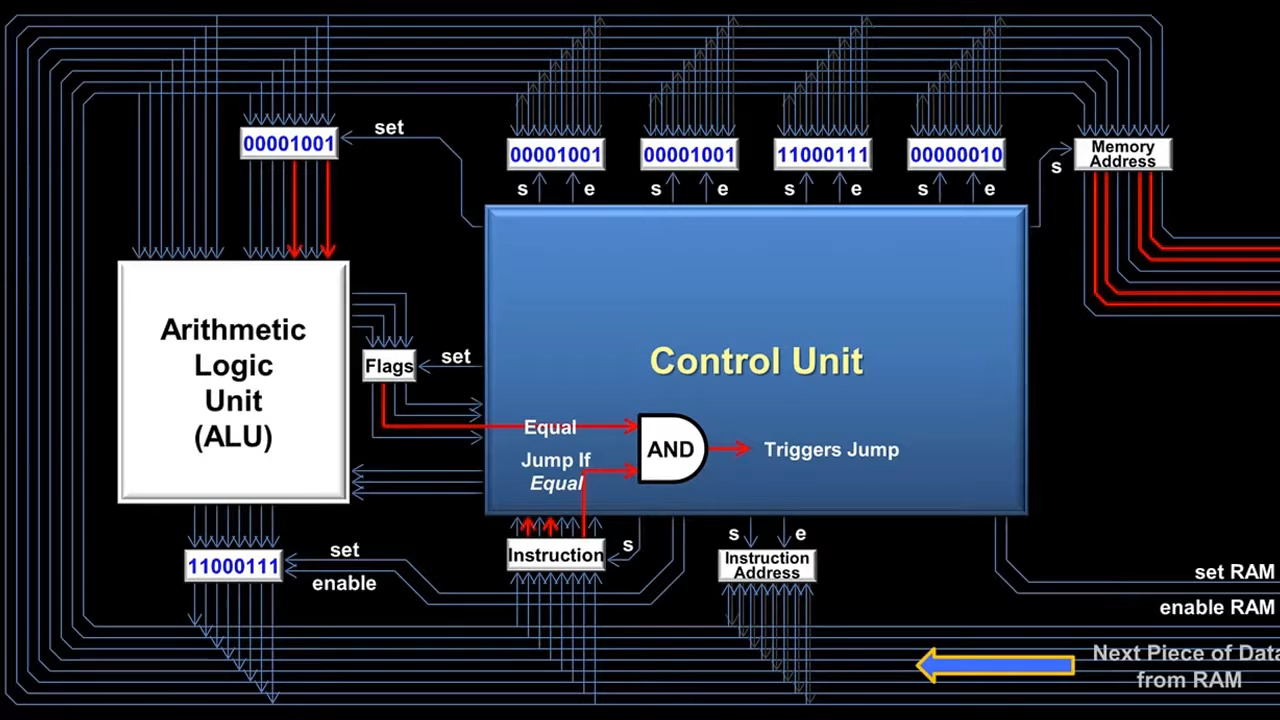 set
00001001
00001001
00001001
11000111
00000010
Memory
Address
s
s e
s e
s e
s e
Arithmetic
Logic
Unit
(ALU)
Flags
set
Control Unit
Equal
Jump If
Equal
AND
Triggers Jump
Instruction
s
s e
Instruction
Address
11000111
set
enable
set RAM
enable RAM
Next Piece of Data
from RAM